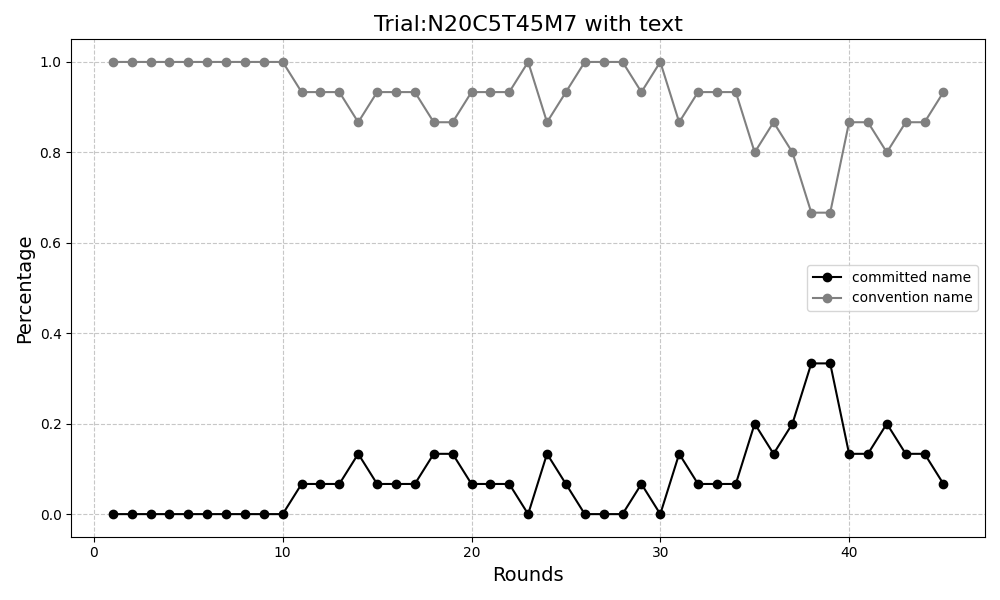 Trial:N20C5T45M7 with text
1.0
0.8
0.6
0.4
0.2
0.0
Percentage
committed name
convention name
0 10 20 30 40
Rounds